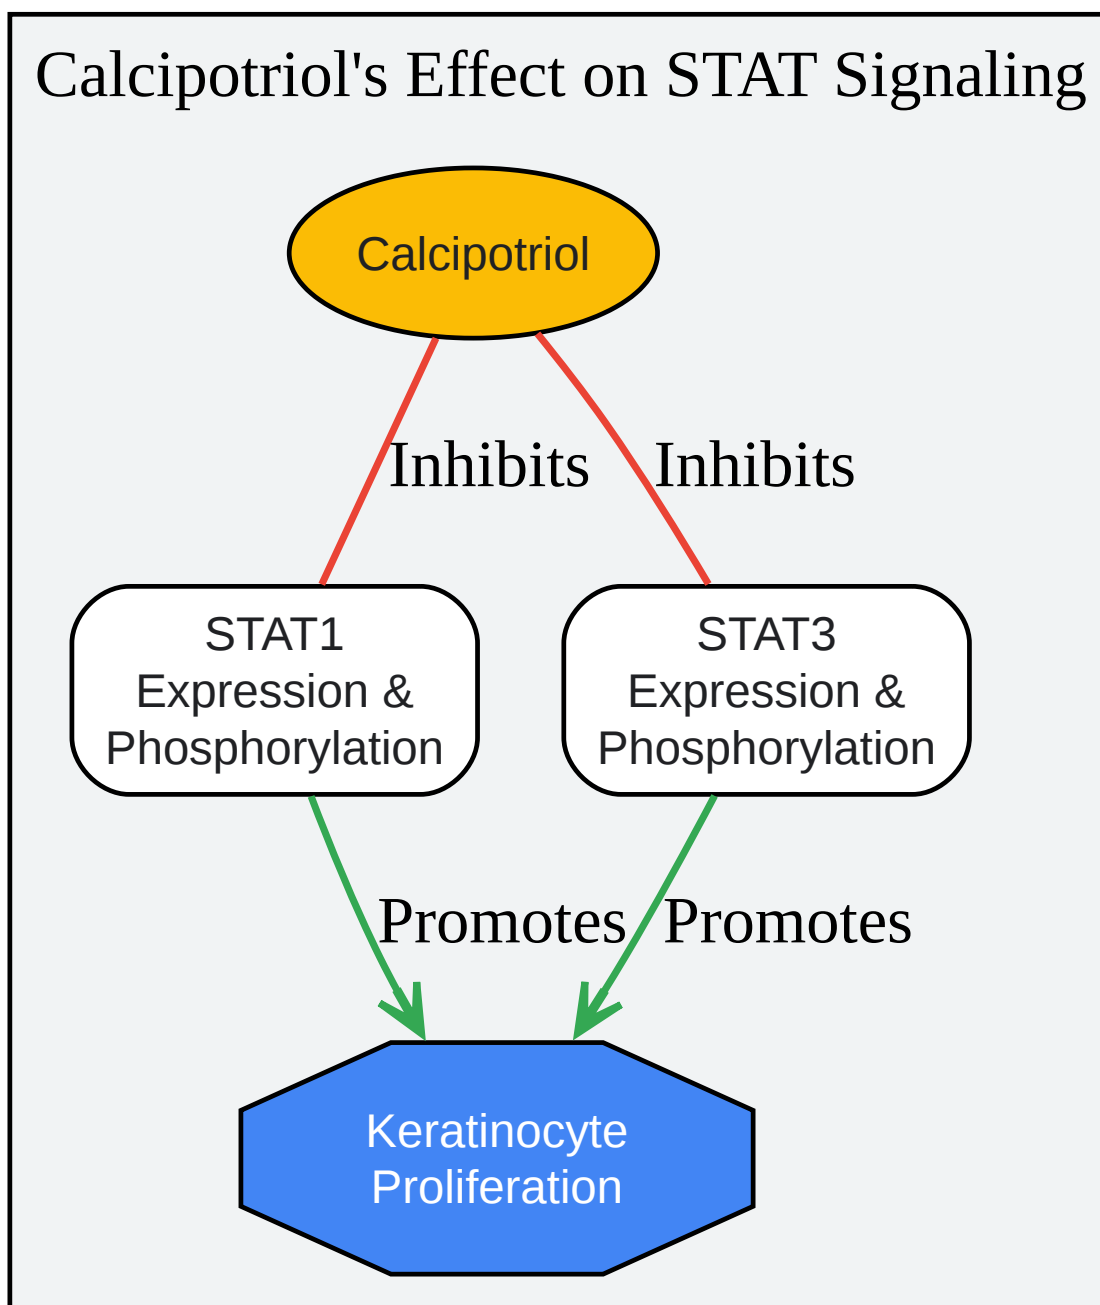 Calcipotriol's Effect on STAT Signaling
Calcipotriol
Inhibits
Inhibits
STAT1
Expression &
Phosphorylation
STAT3
Expression &
Phosphorylation
Promotes
Promotes
Keratinocyte
Proliferation